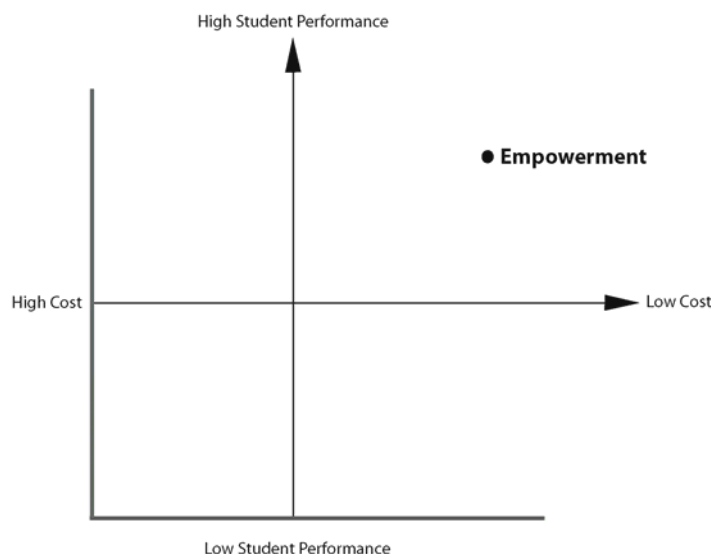 High Student Performance
Empowerment
High Cost
Low Cost
Low Student Performance